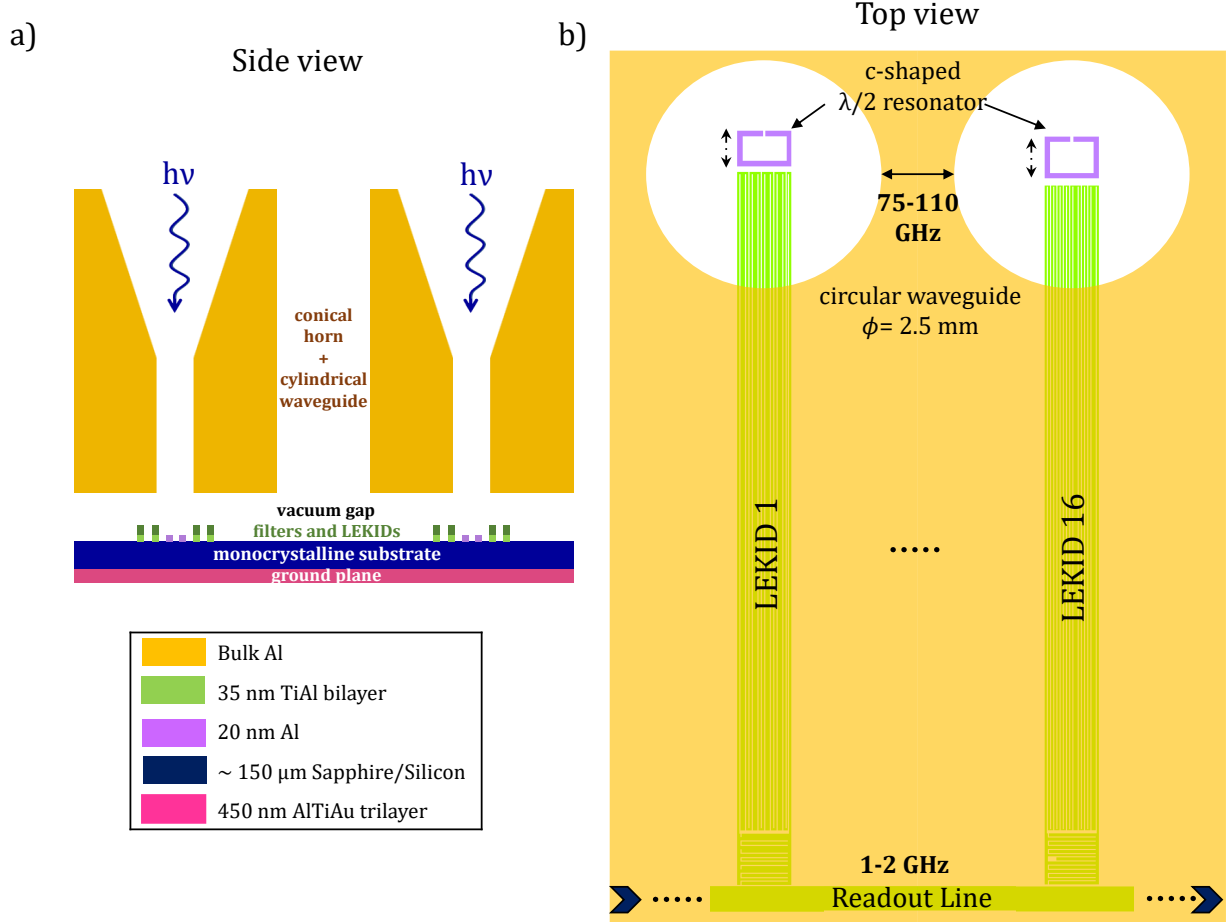 a)
Side view
hν
hν
conical
horn
+
cylindrical
waveguide
vacuum gap
filters and LEKIDs
monocrystalline substrate
ground plane
Bulk Al
35 nm TiAl bilayer
20 nm Al
~ 150 μm Sapphire/Silicon
450 nm AlTiAu trilayer
Top view
b)
c-shaped
λ/2 resonator
75-110
GHz
circular waveguide
ϕ= 2.5 mm
LEKID 1
.....
LEKID 16
1-2 GHz
.....
Readout Line
.....